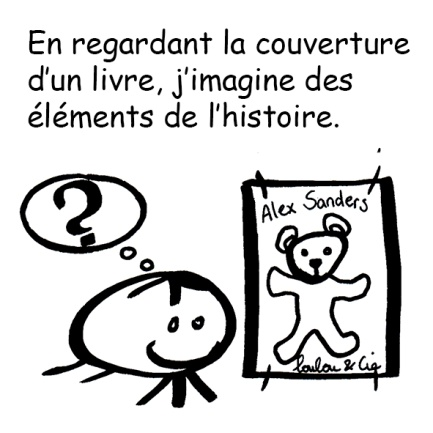 En regardant la couverture
d'un livre, j'imagine des
éléments de l'histoire.
?
Alex Sanders
Loulou & Cie